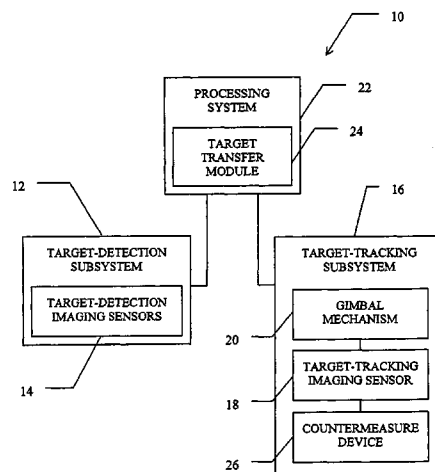 10
PROCESSING
SYSTEM
22
TARGET
TRANSFER
MODULE
24
12
16
TARGET-DETECTION
SUBSYSTEM
TARGET-DETECTION
IMAGING SENSORS
14
TARGET-TRACKING
SUBSYSTEM
GIMBAL
MECHANISM
20
TARGET-TRACKING
IMAGING SENSOR
18
COUNTERMEASURE
DEVICE
26